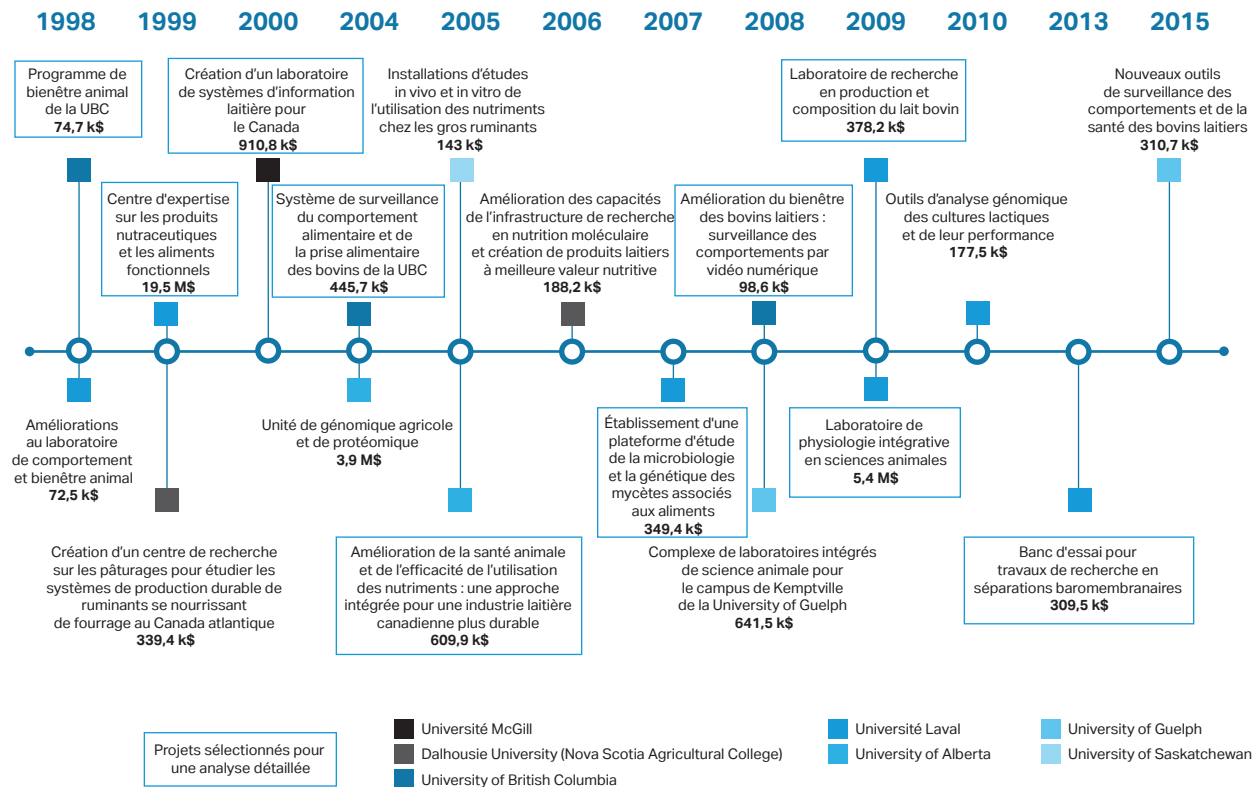 1998 1999 2000 2004 2005 2006 2007 2008 2009 2010 2013 2015
Programme de
bienêtre animal
de la UBC
74,7 k$
Création d'un laboratoire
de systèmes d'information
laitière pour
le Canada
910,8 k$
Installations d'études
in vivo et in vitro de
l'utilisation des nutriments
chez les gros ruminants
143 k$
Laboratoire de recherche
en production et
composition du lait bovin
378,2 k$
Nouveaux outils
de surveillance des
comportements et de la
santé des bovins laitiers
310,7 k$
Centre d'expertise
sur les produits
nutraceutiques
et les aliments
fonctionnels
19,5 M$
Système de surveillance
du comportement
alimentaire et de
la prise alimentaire
des bovins de la UBC
445,7 k$
Amélioration des capacités
de l'infrastructure de recherche
en nutrition moléculaire
et création de produits laitiers
à meilleure valeur nutritive
188,2 k$
Amélioration du bienêtre
des bovins laitiers :
surveillance des
comportements par
vidéo numérique
98,6 k$
Outils d'analyse génomique
des cultures lactiques
et de leur performance
177,5 k$
Améliorations
au laboratoire
de comportement
et bienêtre animal
72,5 k$
Unité de génomique agricole
et de protéomique
3,9 M$
Établissement d'une
plateforme d'étude
de la microbiologie
et la génétique des
mycètes associés
aux aliments
349,4 k$
Laboratoire de
physiologie intégrative
en sciences animales
5,4 M$
Création d'un centre de recherche
sur les pâturages pour étudier les
systèmes de production durable de
ruminants se nourrissant
de fourrage au Canada atlantique
339,4 k$
Amélioration de la santé animale
et de l'efficacité de l'utilisation
des nutriments : une approche
intégrée pour une industrie laitière
canadienne plus durable
609,9 k$
Complexe de laboratoires intégrés
de science animale pour
le campus de Kemptville
de la University of Guelph
641,5 k$
Banc d'essai pour
travaux de recherche en
séparations baromembranaires
309,5 k$
Projets sélectionnés pour
une analyse détaillée
Université McGill
Dalhousie University (Nova Scotia Agricultural College)
University of British Columbia
Université Laval
University of Alberta
University of Guelph
University of Saskatchewan